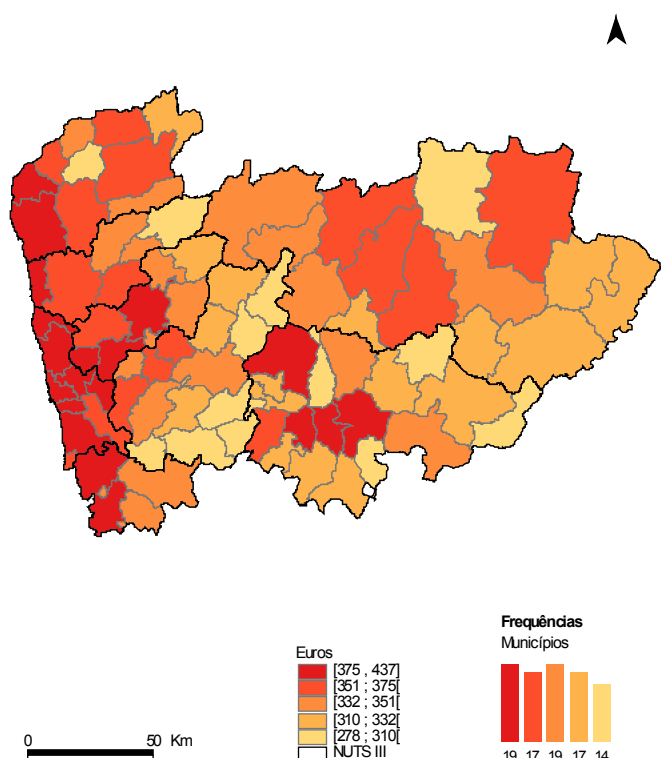 Euros
[375 , 437]
[351 ; 375[
[332 ; 351[
[310 ; 332[
[278 ; 310[
NUTS III
0 50 Km
Frequências
Municípios
19 17 19 17 14